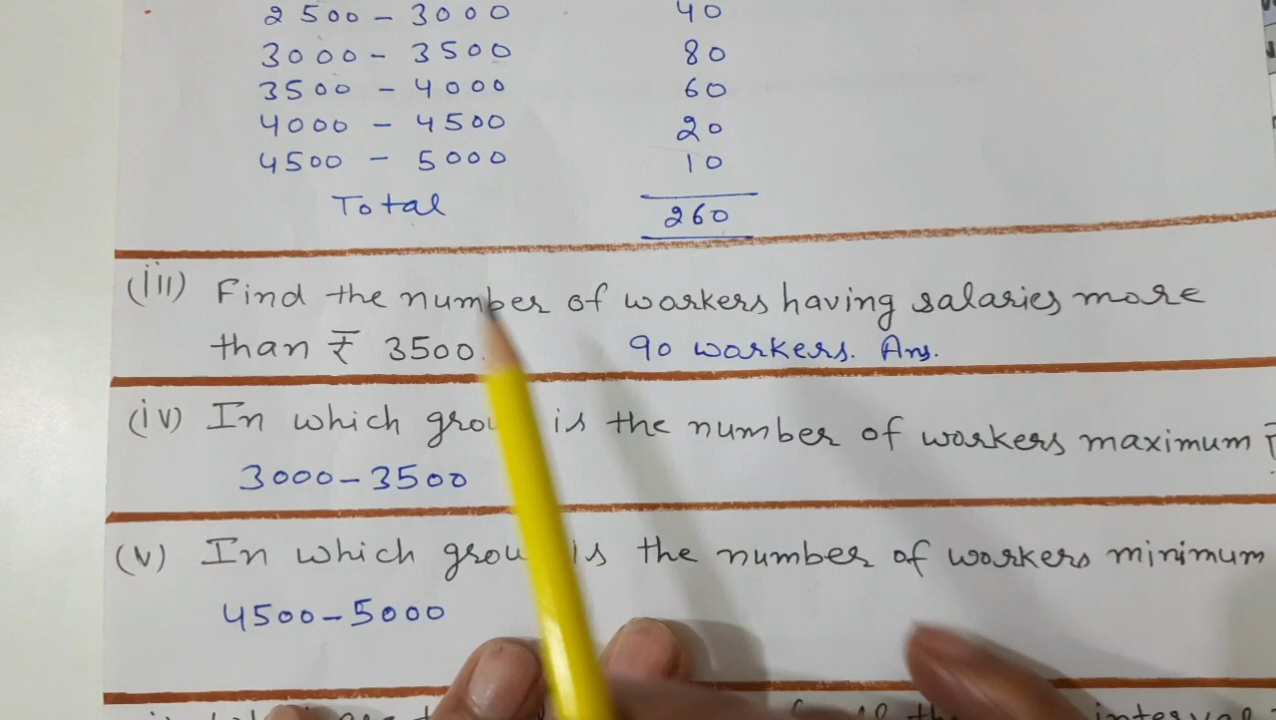 2500 - 3000 40
3000 - 3500 80
3500 - 4000 60
4000 - 4500 20
4500 - 5000 10
Total 260
(iii) Find the number of workers having salaries more
than ₹ 3500. 90 workers. Ans.
(iv) In which is the number of workers maximum ?
3000-3500
(v) In which is the number of workers minimum
4500-5000
interval